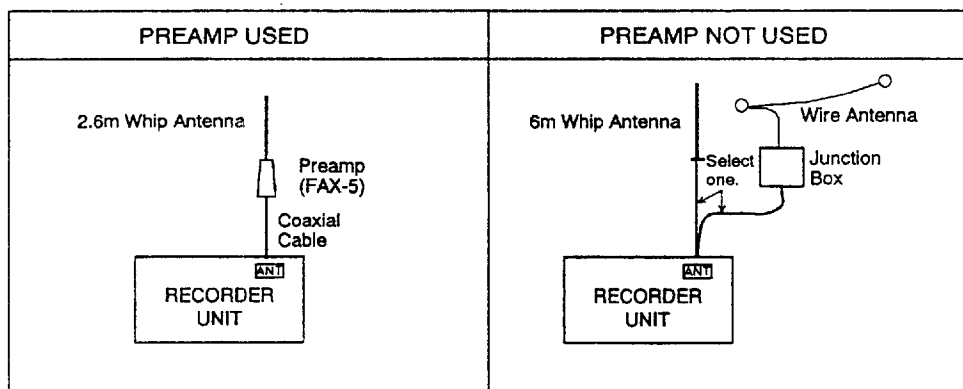 PREAMP USED
2.6m Whip Antenna
Preamp
(FAX-5)
Coaxial
Cable
ANT
RECORDER
UNIT
PREAMP NOT USED
6m Whip Antenna
Wire Antenna
Select
one.
Junction
Box
ANT
RECORDER
UNIT